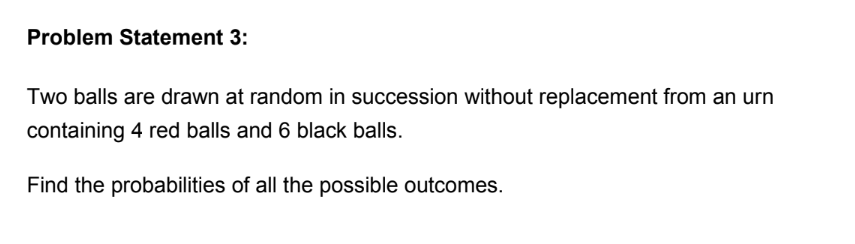 Problem Statement 3:
Two balls are drawn at random in succession without replacement from an urn
containing 4 red balls and 6 black balls.
Find the probabilities of all the possible outcomes.